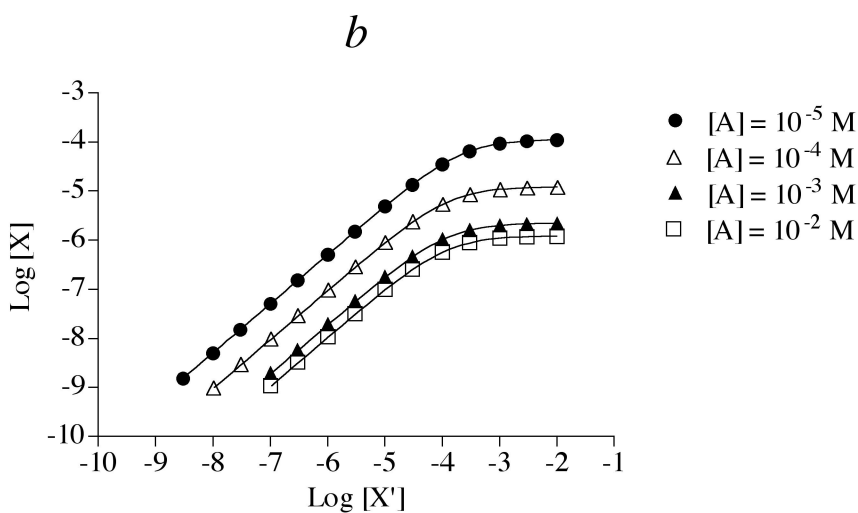 b
-3
-4
-5
-6
-7
-8
-9
-10
Log [X]
-10 -9 -8 -7 -6 -5 -4 -3 -2 -1
Log [X']
[A] = 10⁻⁵ M
[A] = 10⁻⁴ M
[A] = 10⁻³ M
[A] = 10⁻² M